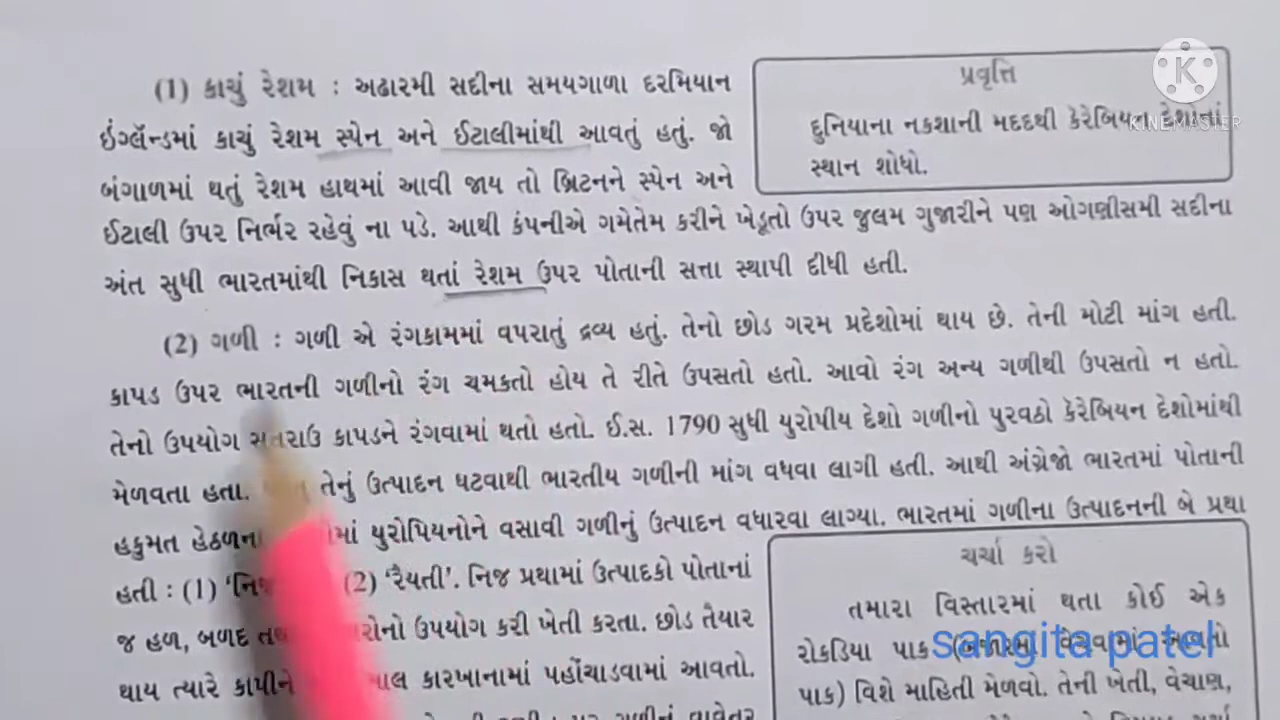 (1) કાચું રેશમ : અઢારમી સદીના સમયગાળા દરમિયાન
ઇંગ્લૅન્ડમાં કાચું રેશમ સ્પેન અને ઈટાલીમાંથી આવતું હતું. જો
બંગાળમાં થતું રેશમ હાથમાં આવી જાય તો બ્રિટનને સ્પેન અને
ઈટાલી ઉપર નિર્ભર રહેવું ના પડે. આથી કંપનીએ ગમેતેમ કરીને ખેડૂતો ઉપર જુલમ ગુજારીને પણ ઓગણીસમી સદીના
અંત સુધી ભારતમાંથી નિકાસ થતાં રેશમ ઉપર પોતાની સત્તા સ્થાપી દીધી હતી.
પ્રવૃત્તિ
દુનિયાના નકશાની મદદથી કેરેબિયન દેશોનાં
સ્થાન શોધો.
KINEMASTER
(2) ગળી : ગળી એ રંગકામમાં વપરાતું દ્રવ્ય હતું. તેનો છોડ ગરમ પ્રદેશોમાં થાય છે. તેની મોટી માંગ હતી.
કાપડ ઉપર ભારતની ગળીનો રંગ ચમકતો હોય તે રીતે ઉપસતો હતો. આવો રંગ અન્ય ગળીથી ઉપસતો ન હતો.
તેનો ઉપયોગ સુતરાઉ કાપડને રંગવામાં થતો હતો. ઈ.સ. 1790 સુધી યુરોપીય દેશો ગળીનો પુરવઠો કેરેબિયન દેશોમાંથી
મેળવતા હતા. તેનું ઉત્પાદન ઘટવાથી ભારતીય ગળીની માંગ વધવા લાગી હતી. આથી અંગ્રેજો ભારતમાં પોતાની
હકુમત હેઠળના યુરોપિયનોને વસાવી ગળીનું ઉત્પાદન વધારવા લાગ્યા. ભારતમાં ગળીના ઉત્પાદનની બે પ્રથા
હતી : (1) (2) ‘રૈયતી’. નિજ પ્રથામાં ઉત્પાદકો પોતાનાં
જ હળ, બળદ ઉપયોગ કરી ખેતી કરતા. છોડ તૈયાર
થાય ત્યારે કાપીને કારખાનામાં પહોંચાડવામાં આવતો.
ગળીનું વાવેતર
ચર્ચા કરો
તમારા વિસ્તારમાં થતા કોઈ એક
રોકડિયા પાક (બજારમાં વેચવામાં આવતો
પાક) વિશે માહિતી મેળવો. તેની ખેતી, વેચાણ,
sangita patel